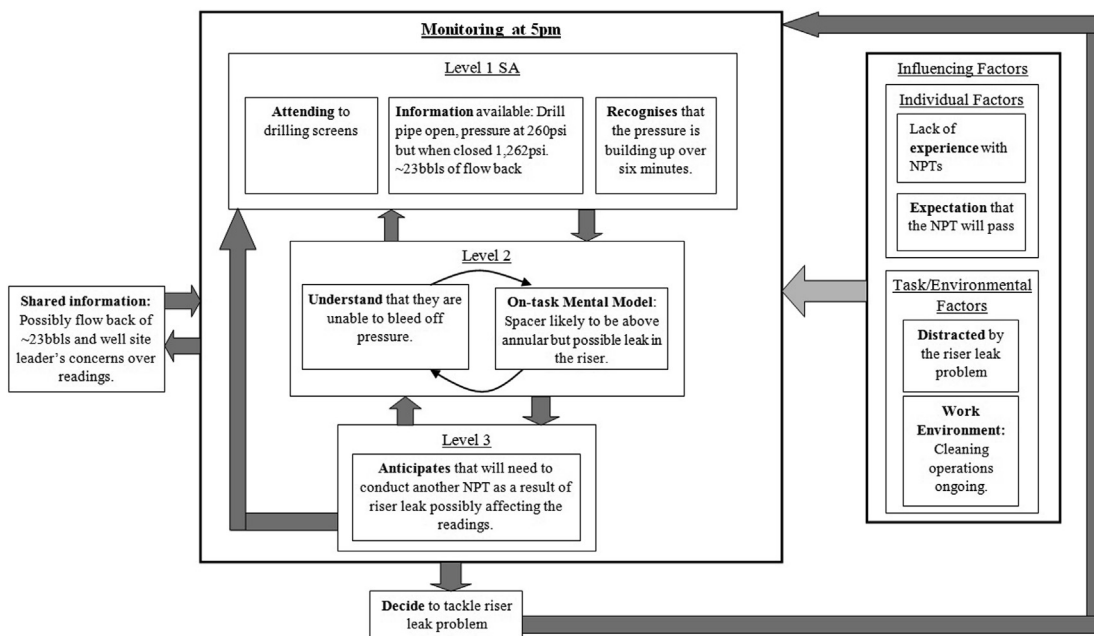 Monitoring at 5pm
Level 1 SA
Attending to
drilling screens
Information
available: Drill
pipe open, pressure at 260psi
but when closed 1,262psi.
~23bbls of flow back
Recognises that
the pressure is
building up over
six minutes.
Level 2
Understand that they are
unable to bleed off
pressure.
On-task Mental Model:
Spacer likely to be above
annular but possible leak in
the riser.
Level 3
Anticipates that will need to
conduct another NPT as a result of
riser leak possibly affecting the
readings.
Shared information:
Possibly flow back of
~23bbls and well site
leader's concerns over
readings.
Decide to tackle riser
leak problem
Influencing Factors
Individual Factors
Lack of
experience with
NPTs
Expectation that
the NPT will pass
Task/Environmental
Factors
Distracted by
the riser leak
problem
Work
Environment:
Cleaning
operations
ongoing.